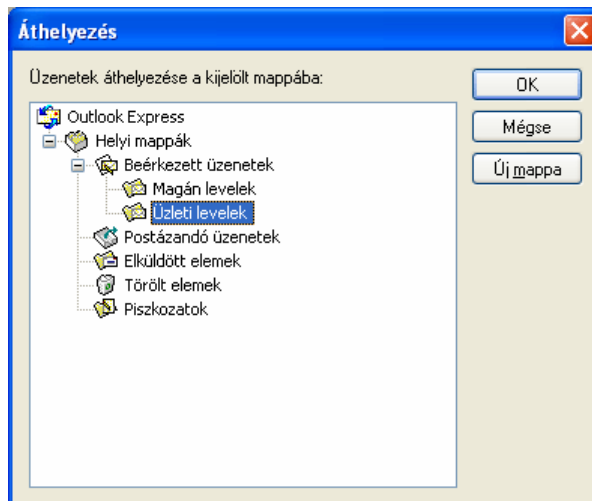 Áthelyezés
Üzenetek áthelyezése a kijelölt mappába:
OK
Mégse
Új mappa
Outlook Express
Helyi mappák
Beérkezett üzenetek
Magán levelek
Üzleti levelek
Postázandó üzenetek
Elküldött elemek
Törölt elemek
Piszkozatok